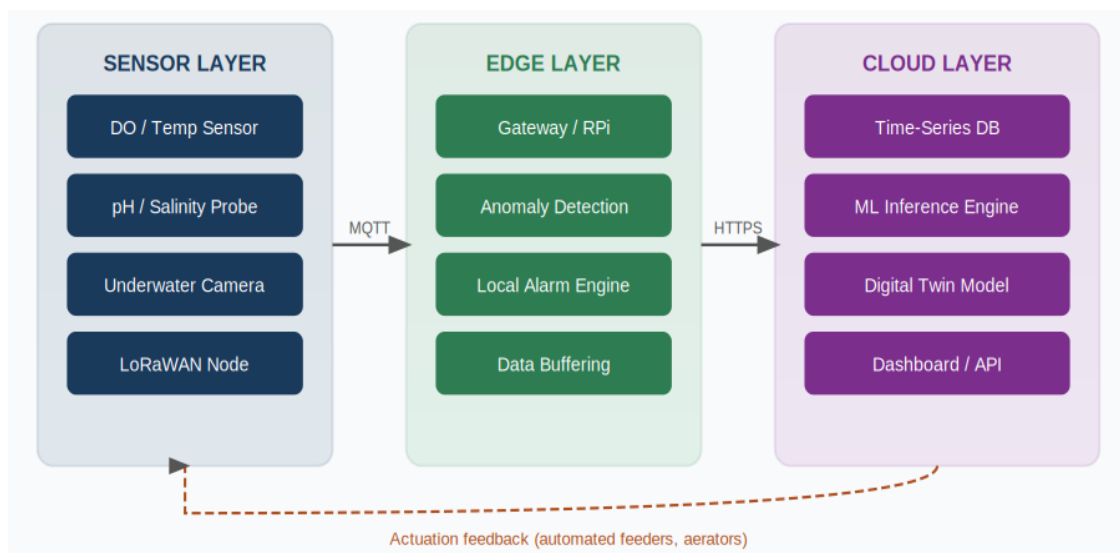 SENSOR LAYER
DO / Temp Sensor
pH / Salinity Probe
Underwater Camera
LoRaWAN Node
MQTT
EDGE LAYER
Gateway / RPi
Anomaly Detection
Local Alarm Engine
Data Buffering
HTTPS
CLOUD LAYER
Time-Series DB
ML Inference Engine
Digital Twin Model
Dashboard / API
Actuation feedback (automated feeders, aerators)